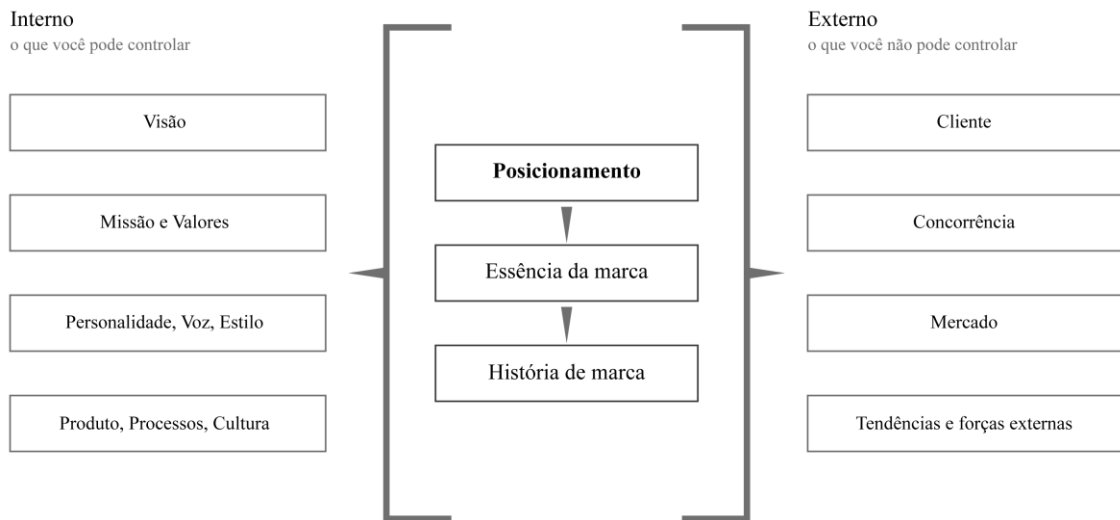 Interno
o que você pode controlar
Visão
Missão e Valores
Personalidade, Voz, Estilo
Produto, Processos, Cultura
Posicionamento
Essência da marca
História de marca
Externo
o que você não pode controlar
Cliente
Concorrência
Mercado
Tendências e forças externas